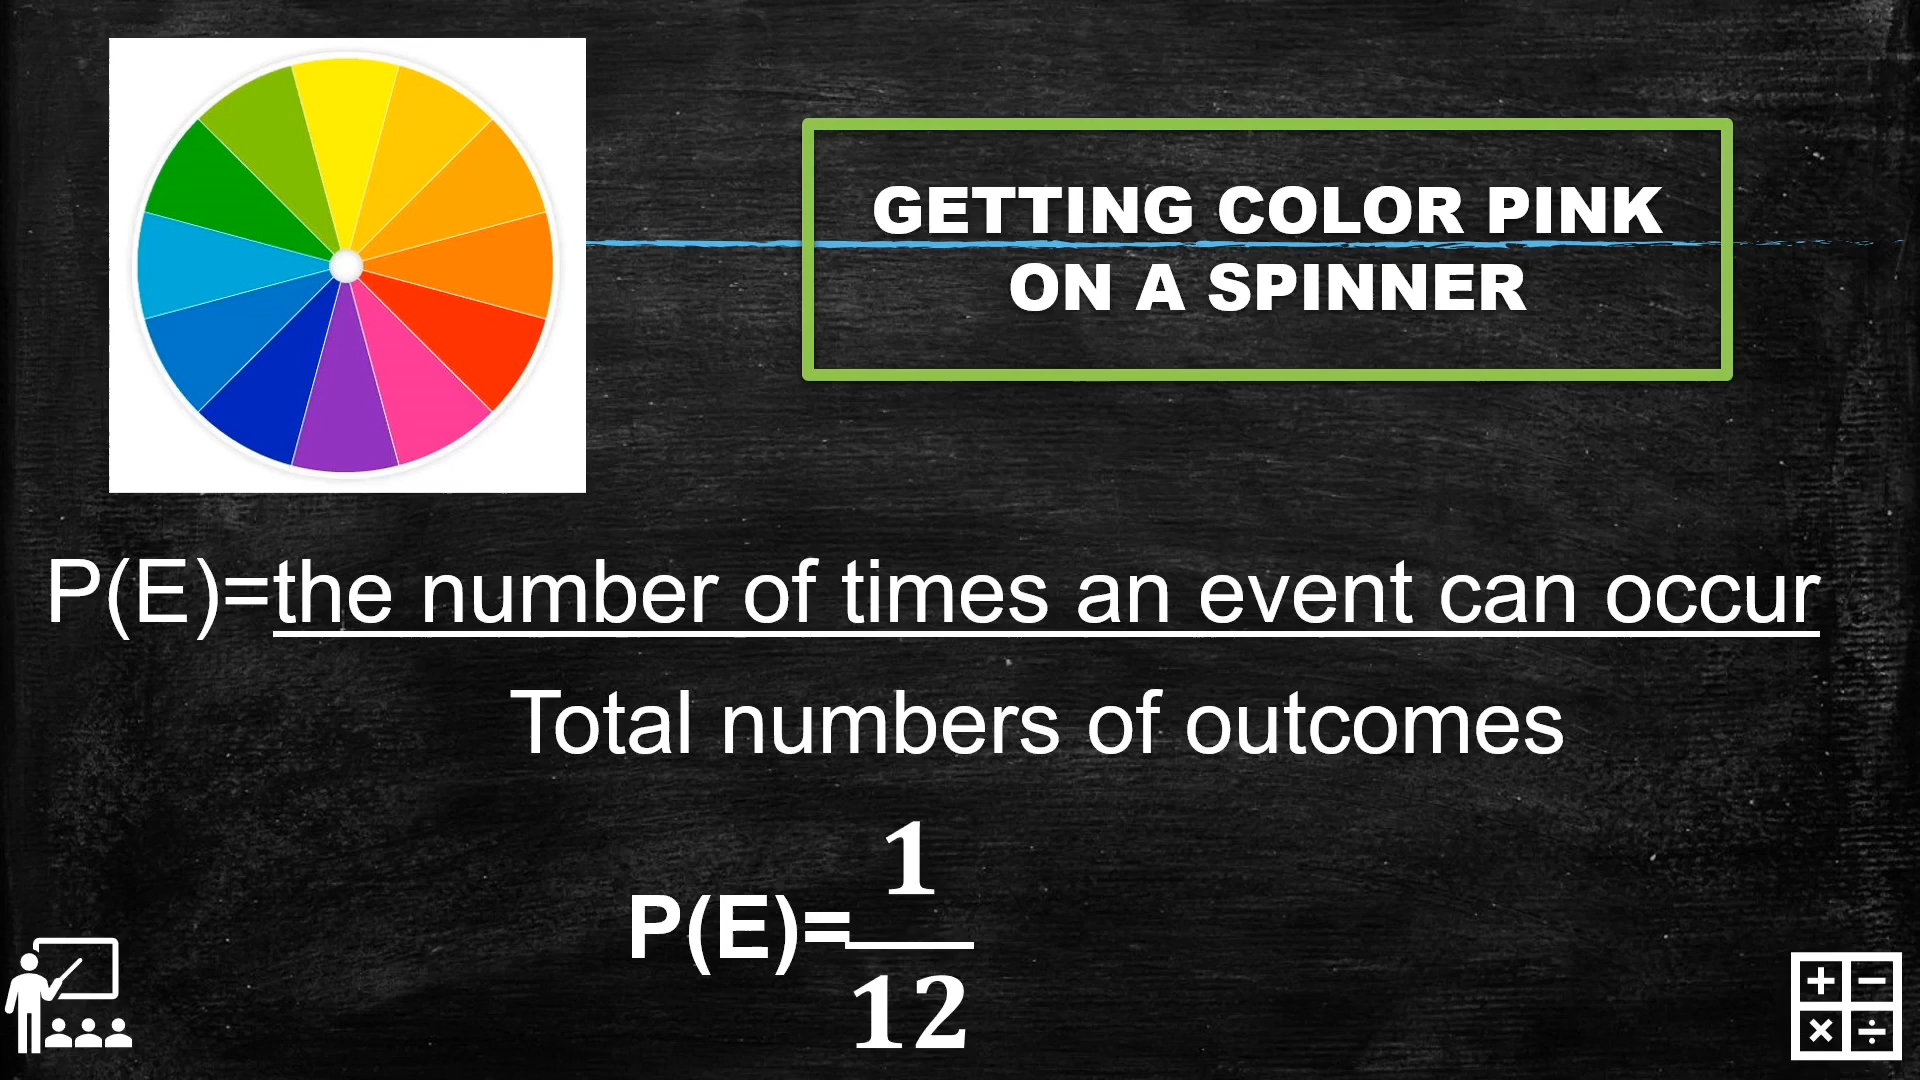 GETTING COLOR PINK
ON A SPINNER
P(E)=the number of times an event can occur
Total numbers of outcomes
P(E)=1/12
+ −
× ÷